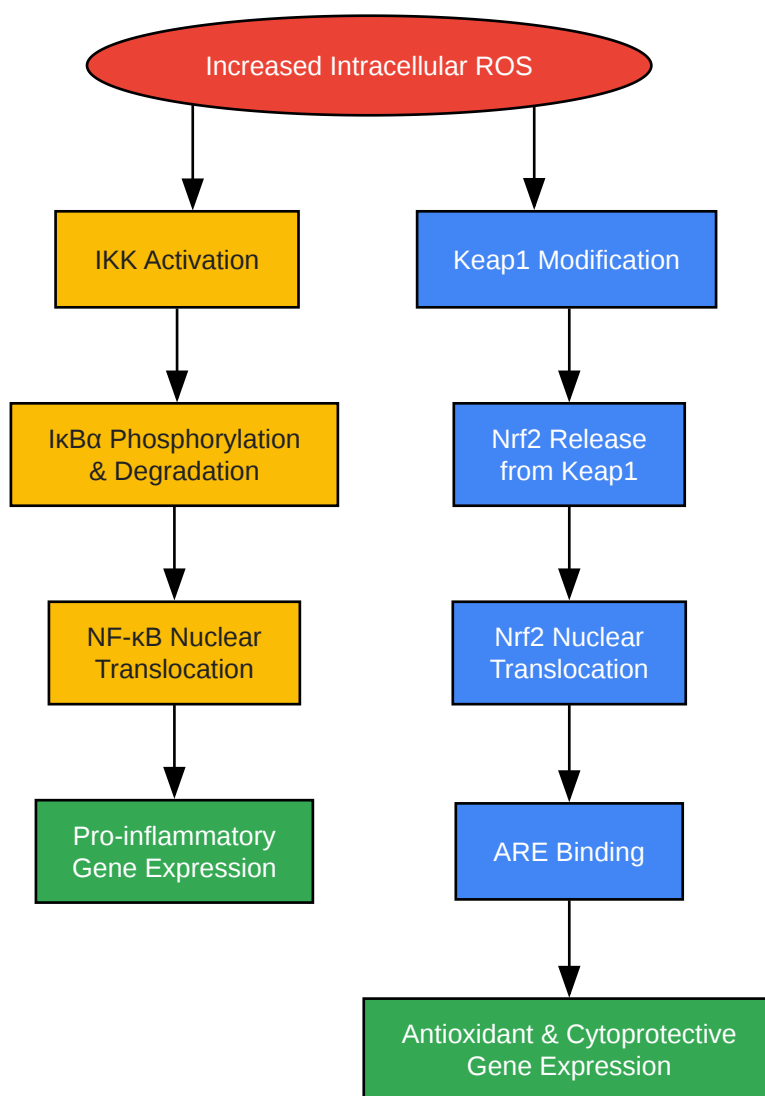 Increased Intracellular ROS
IKK Activation
Keap1 Modification
IκBα Phosphorylation
& Degradation
Nrf2 Release
from Keap1
NF-κB Nuclear
Translocation
Nrf2 Nuclear
Translocation
Pro-inflammatory
Gene Expression
ARE Binding
Antioxidant & Cytoprotective
Gene Expression